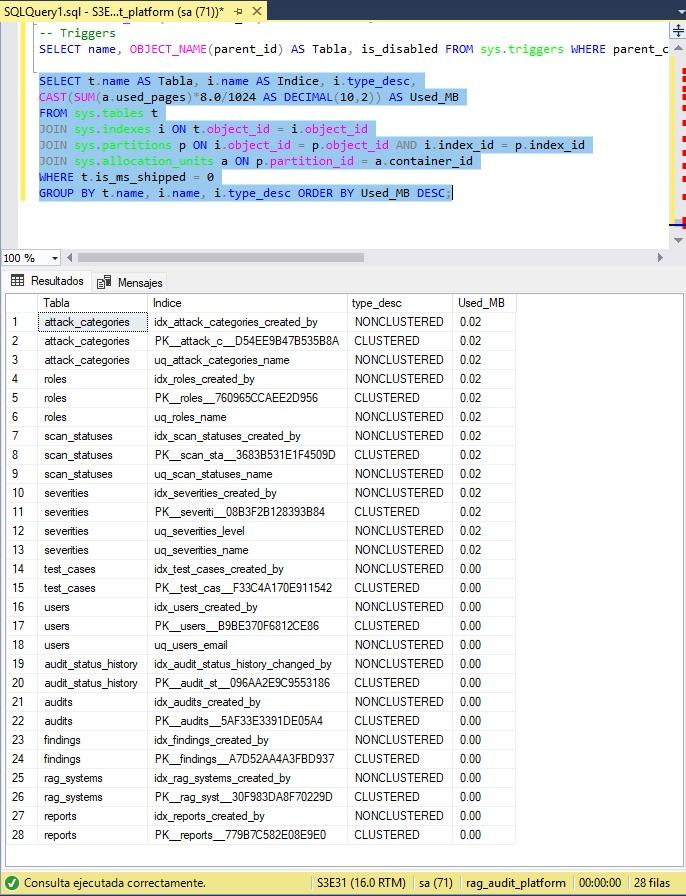 SQLQuery1.sql - S3E...t_platform (sa (71))*
-- Triggers
SELECT name, OBJECT_NAME(parent_id) AS Tabla, is_disabled FROM sys.triggers WHERE parent_c
SELECT t.name AS Tabla, i.name AS Indice, i.type_desc,
CAST(SUM(a.used_pages)*8.0/1024 AS DECIMAL(10,2)) AS Used_MB
FROM sys.tables t
JOIN sys.indexes i ON t.object_id = i.object_id
JOIN sys.partitions p ON i.object_id = p.object_id AND i.index_id = p.index_id
JOIN sys.allocation_units a ON p.partition_id = a.container_id
WHERE t.is_ms_shipped = 0
GROUP BY t.name, i.name, i.type_desc ORDER BY Used_MB DESC;
100 %
Resultados Mensajes
Tabla Indice type_desc Used_MB
1 attack_categories idx_attack_categories_created_by NONCLUSTERED 0.02
2 attack_categories PK__attack_c__D54EE9B47B535B8A CLUSTERED 0.02
3 attack_categories uq_attack_categories_name NONCLUSTERED 0.02
4 roles idx_roles_created_by NONCLUSTERED 0.02
5 roles PK__roles__760965CCAEE2D956 CLUSTERED 0.02
6 roles uq_roles_name NONCLUSTERED 0.02
7 scan_statuses idx_scan_statuses_created_by NONCLUSTERED 0.02
8 scan_statuses PK__scan_sta__3683B531E1F4509D CLUSTERED 0.02
9 scan_statuses uq_scan_statuses_name NONCLUSTERED 0.02
10 severities idx_severities_created_by NONCLUSTERED 0.02
11 severities PK__severiti__08B3F2B128393B84 CLUSTERED 0.02
12 severities uq_severities_level NONCLUSTERED 0.02
13 severities uq_severities_name NONCLUSTERED 0.02
14 test_cases idx_test_cases_created_by NONCLUSTERED 0.00
15 test_cases PK__test_cas__F33C4A170E911542 CLUSTERED 0.00
16 users idx_users_created_by NONCLUSTERED 0.00
17 users PK__users__B9BE370F6812CE86 CLUSTERED 0.00
18 users uq_users_email NONCLUSTERED 0.00
19 audit_status_history idx_audit_status_history_changed_by NONCLUSTERED 0.00
20 audit_status_history PK__audit_st__096AA2E9C9553186 CLUSTERED 0.00
21 audits idx_audits_created_by NONCLUSTERED 0.00
22 audits PK__audits__5AF33E3391DE05A4 CLUSTERED 0.00
23 findings idx_findings_created_by NONCLUSTERED 0.00
24 findings PK__findings__A7D52AA4A3FBD937 CLUSTERED 0.00
25 rag_systems idx_rag_systems_created_by NONCLUSTERED 0.00
26 rag_systems PK__rag_syst__30F983DA8F70229D CLUSTERED 0.00
27 reports idx_reports_created_by NONCLUSTERED 0.00
28 reports PK__reports__779B7C582E08E9E0 CLUSTERED 0.00
Consulta ejecutada correctamente. S3E31 (16.0 RTM) sa (71) rag_audit_platform 00:00:00 28 filas